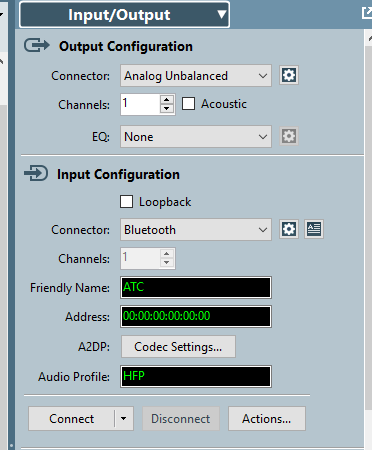 Input/Output
Output Configuration
Connector: Analog Unbalanced
Channels: 1 Acoustic
EQ: None
Input Configuration
Loopback
Connector: Bluetooth
Channels: 1
Friendly Name: ATC
Address: 00:00:00:00:00:00
A2DP: Codec Settings...
Audio Profile: HFP
Connect Disconnect Actions...